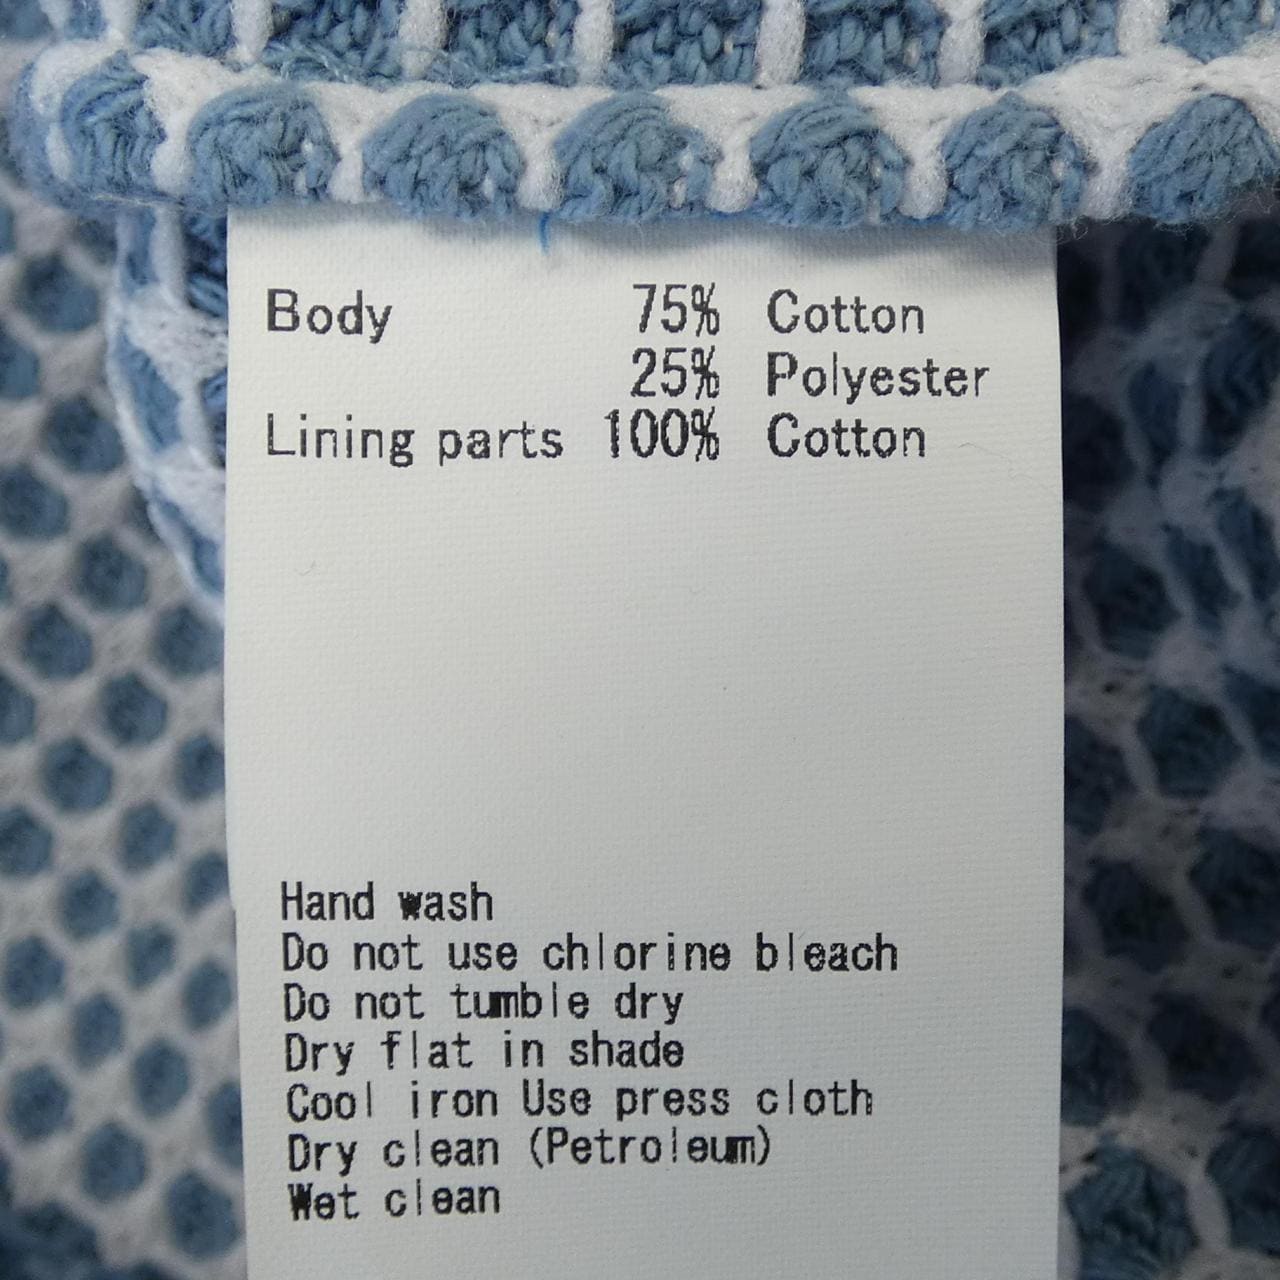 Body 75% Cotton
25% Polyester
Lining parts 100% Cotton
Hand wash
Do not use chlorine bleach
Do not tumble dry
Dry flat in shade
Cool iron Use press cloth
Dry clean (Petroleum)
Wet clean